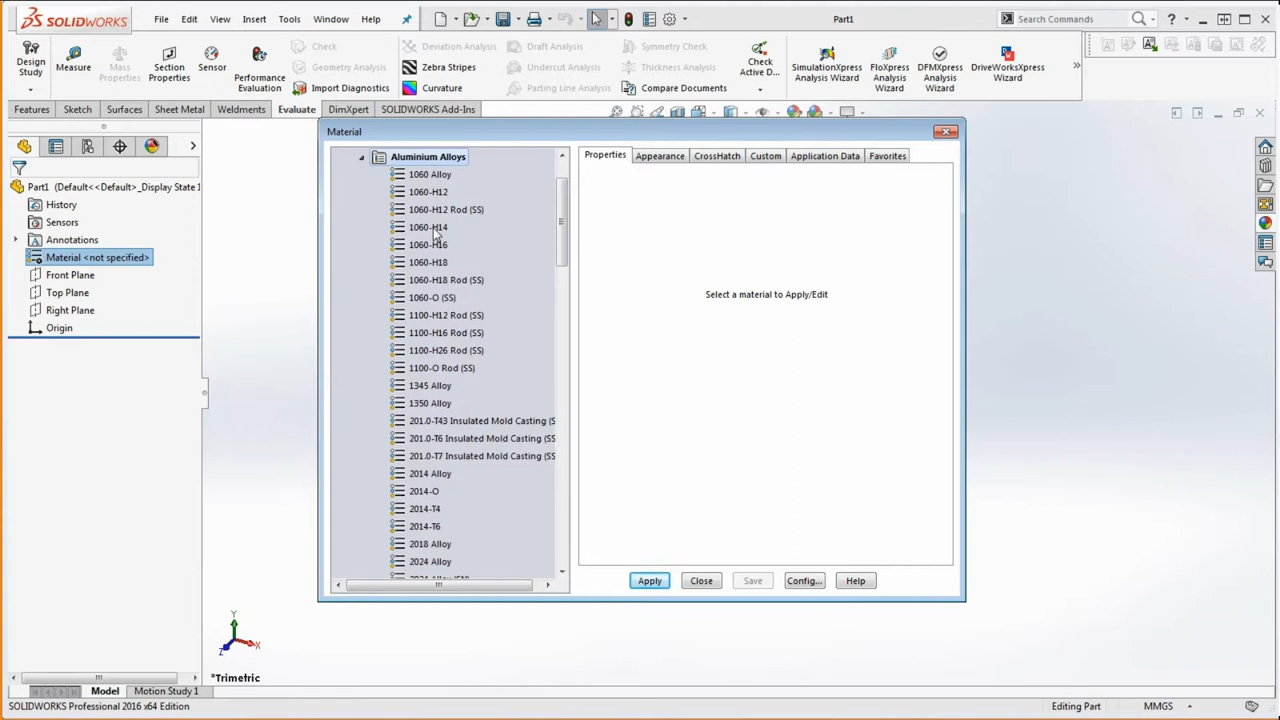 SOLIDWORKS
File Edit View Insert Tools Window Help
Part1
Search Commands
Design Study
Measure
Mass Properties
Section Properties
Sensor
Performance Evaluation
Check
Geometry Analysis
Import Diagnostics
Deviation Analysis
Zebra Stripes
Curvature
Draft Analysis
Undercut Analysis
Parting Line Analysis
Symmetry Check
Thickness Analysis
Compare Documents
Check Active D...
SimulationXpress Analysis Wizard
FloXpress Analysis Wizard
DFMXpress Analysis Wizard
DriveWorksXpress Wizard
Features Sketch Surfaces Sheet Metal Weldments Evaluate DimXpert SOLIDWORKS Add-Ins
Part1 (Default<<Default>_Display State 1
History
Sensors
Annotations
Material <not specified>
Front Plane
Top Plane
Right Plane
Origin
Material
Aluminium Alloys
1060 Alloy
1060-H12
1060-H12 Rod (SS)
1060-H14
1060-H16
1060-H18
1060-H18 Rod (SS)
1060-O (SS)
1100-H12 Rod (SS)
1100-H16 Rod (SS)
1100-H26 Rod (SS)
1100-O Rod (SS)
1345 Alloy
1350 Alloy
201.0-T43 Insulated Mold Casting (S
201.0-T6 Insulated Mold Casting (SS
201.0-T7 Insulated Mold Casting (SS
2014 Alloy
2014-O
2014-T4
2014-T6
2018 Alloy
2024 Alloy
Properties Appearance CrossHatch Custom Application Data Favorites
Select a material to Apply/Edit
Apply Close Save Config... Help
Y
X
Z
*Trimetric
Model Motion Study 1
SOLIDWORKS Professional 2016 x64 Edition
Editing Part
MMGS